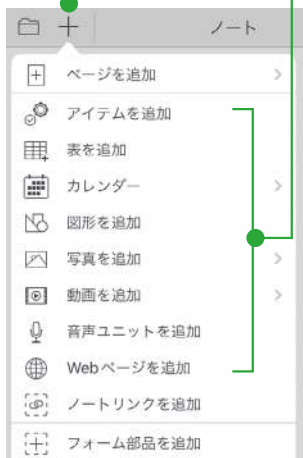 ノート
ページを追加
アイテムを追加
表を追加
カレンダー
図形を追加
写真を追加
動画を追加
音声ユニットを追加
Webページを追加
ノートリンクを追加
フォーム部品を追加